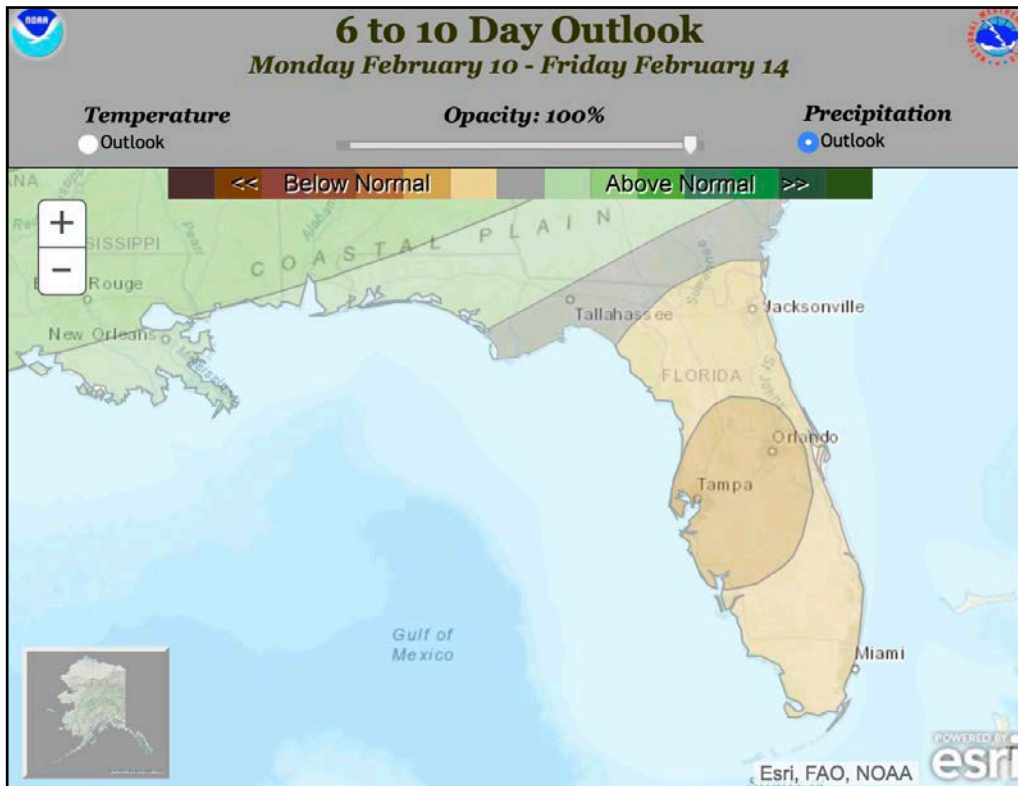 NOAA
6 to 10 Day Outlook
Monday February 10 - Friday February 14
Temperature
Opacity: 100%
Precipitation
Outlook
Outlook
<< Below Normal
Above Normal >>
+
−
COASTAL PLAIN
Rouge
New Orleans
Tallahassee
Jacksonville
FLORIDA
Orlando
Tampa
Gulf of
Mexico
Miami
POWERED BY
esri
Esri, FAO, NOAA